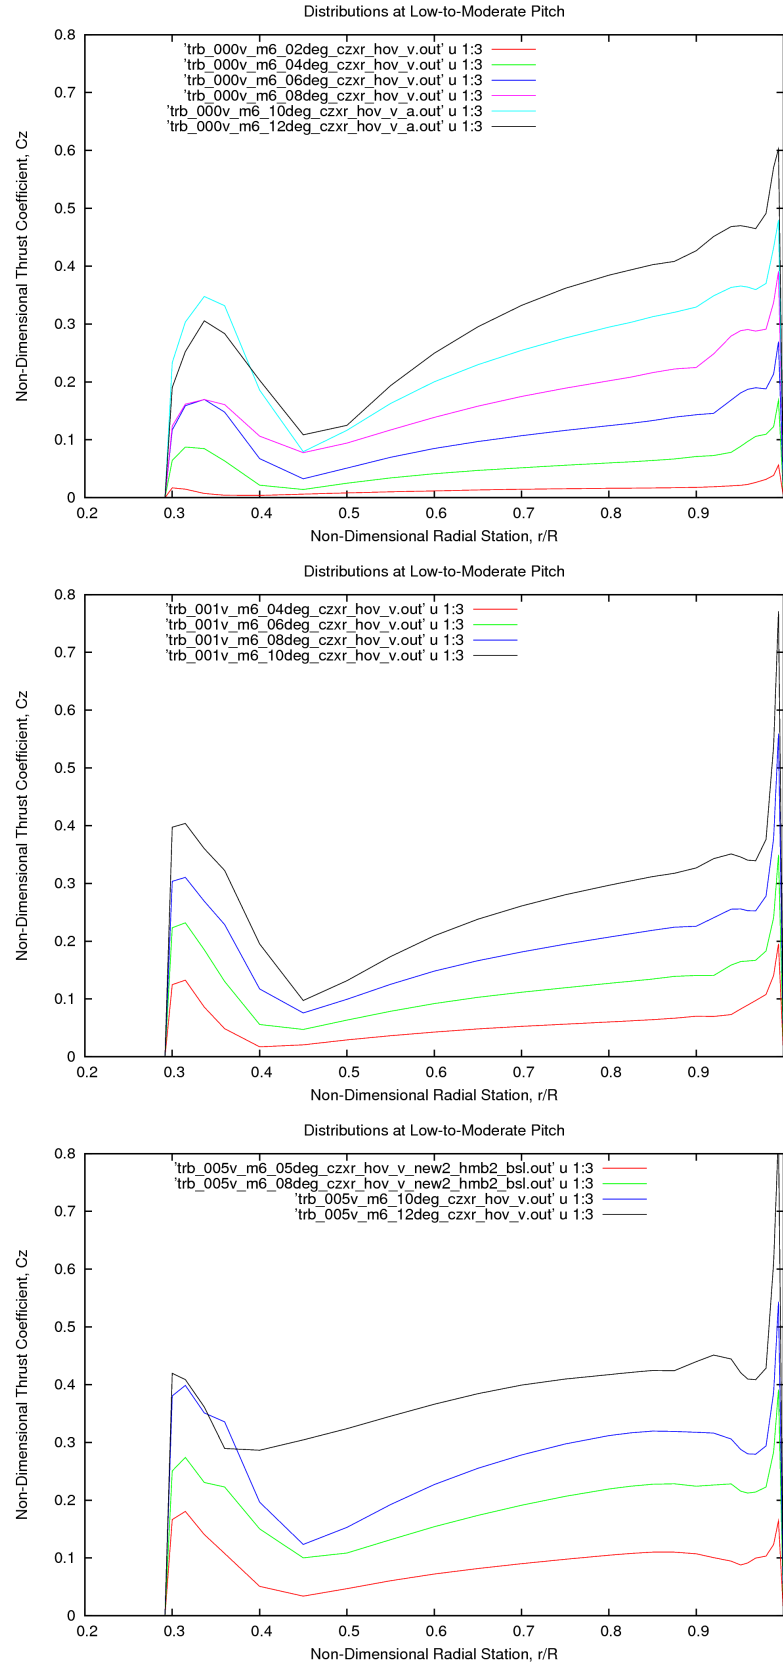 Distributions at Low-to-Moderate Pitch
'trb_000v_m6_02deg_czxr_hov_v.out' u 1:3
'trb_000v_m6_04deg_czxr_hov_v.out' u 1:3
'trb_000v_m6_06deg_czxr_hov_v.out' u 1:3
'trb_000v_m6_08deg_czxr_hov_v.out' u 1:3
'trb_000v_m6_10deg_czxr_hov_v_a.out' u 1:3
'trb_000v_m6_12deg_czxr_hov_v_a.out' u 1:3
Non-Dimensional Thrust Coefficient, Cz
0.8
0.7
0.6
0.5
0.4
0.3
0.2
0.1
0
0.2 0.3 0.4 0.5 0.6 0.7 0.8 0.9
Non-Dimensional Radial Station, r/R
Distributions at Low-to-Moderate Pitch
'trb_001v_m6_04deg_czxr_hov_v.out' u 1:3
'trb_001v_m6_06deg_czxr_hov_v.out' u 1:3
'trb_001v_m6_08deg_czxr_hov_v.out' u 1:3
'trb_001v_m6_10deg_czxr_hov_v.out' u 1:3
Non-Dimensional Thrust Coefficient, Cz
0.8
0.7
0.6
0.5
0.4
0.3
0.2
0.1
0
0.2 0.3 0.4 0.5 0.6 0.7 0.8 0.9
Non-Dimensional Radial Station, r/R
Distributions at Low-to-Moderate Pitch
'trb_005v_m6_05deg_czxr_hov_v_new2_hmb2_bsl.out' u 1:3
'trb_005v_m6_08deg_czxr_hov_v_new2_hmb2_bsl.out' u 1:3
'trb_005v_m6_10deg_czxr_hov_v.out' u 1:3
'trb_005v_m6_12deg_czxr_hov_v.out' u 1:3
Non-Dimensional Thrust Coefficient, Cz
0.8
0.7
0.6
0.5
0.4
0.3
0.2
0.1
0
0.2 0.3 0.4 0.5 0.6 0.7 0.8 0.9
Non-Dimensional Radial Station, r/R